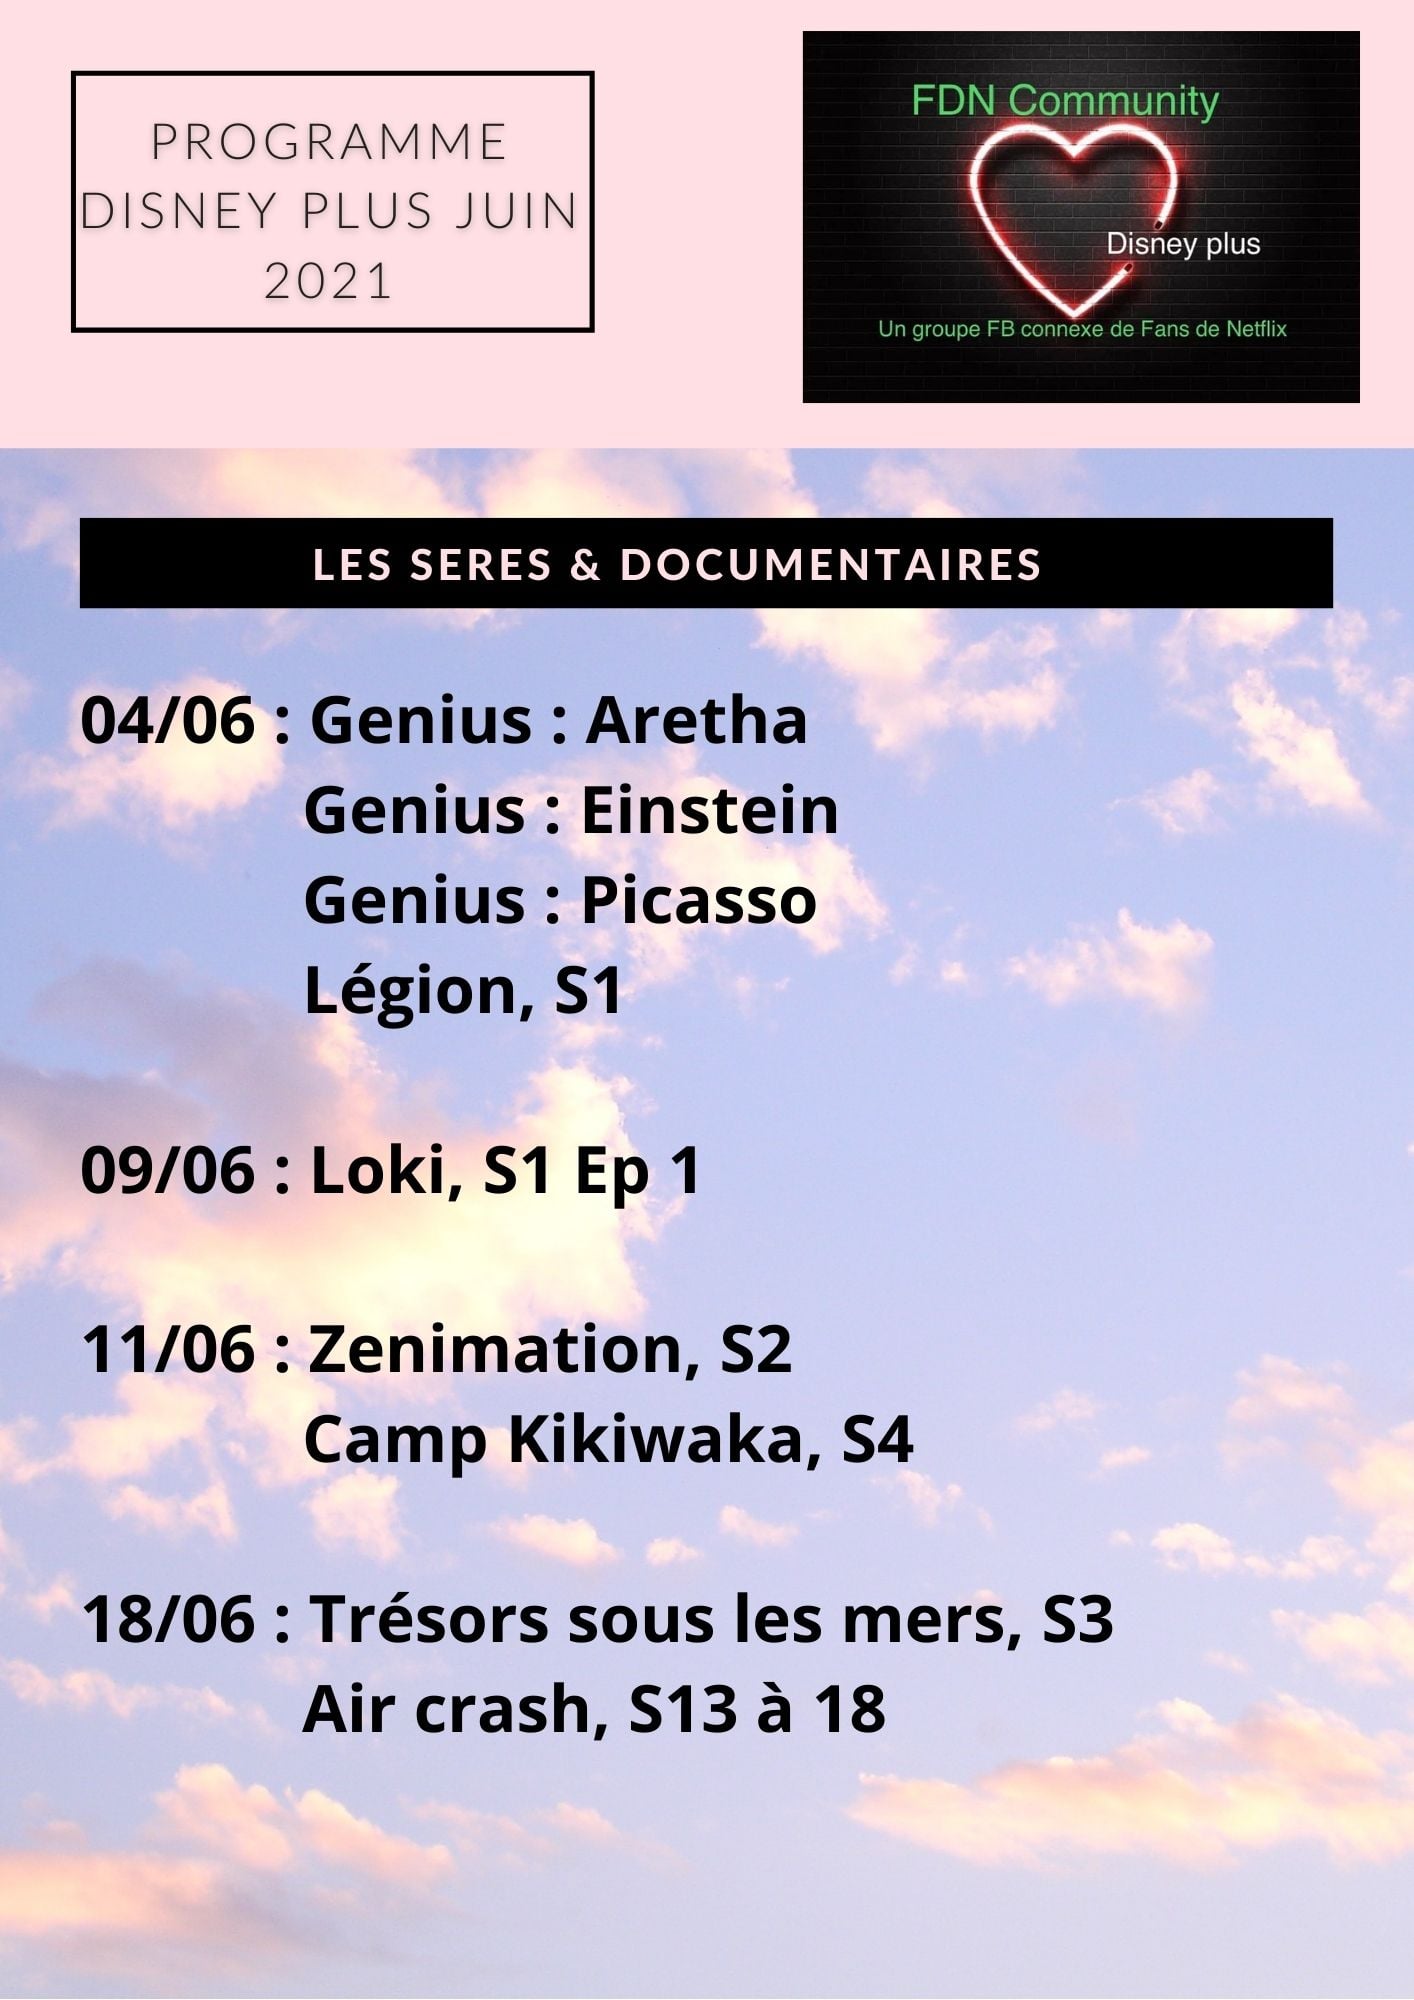 PROGRAMME
DISNEY PLUS JUIN
2021
FDN Community
Disney plus
Un groupe FB connexe de Fans de Netflix
LES SERES & DOCUMENTAIRES
04/06 : Genius : Aretha
Genius : Einstein
Genius : Picasso
Légion, S1
09/06 : Loki, S1 Ep 1
11/06 : Zenimation, S2
Camp Kikiwaka, S4
18/06 : Trésors sous les mers, S3
Air crash, S13 à 18